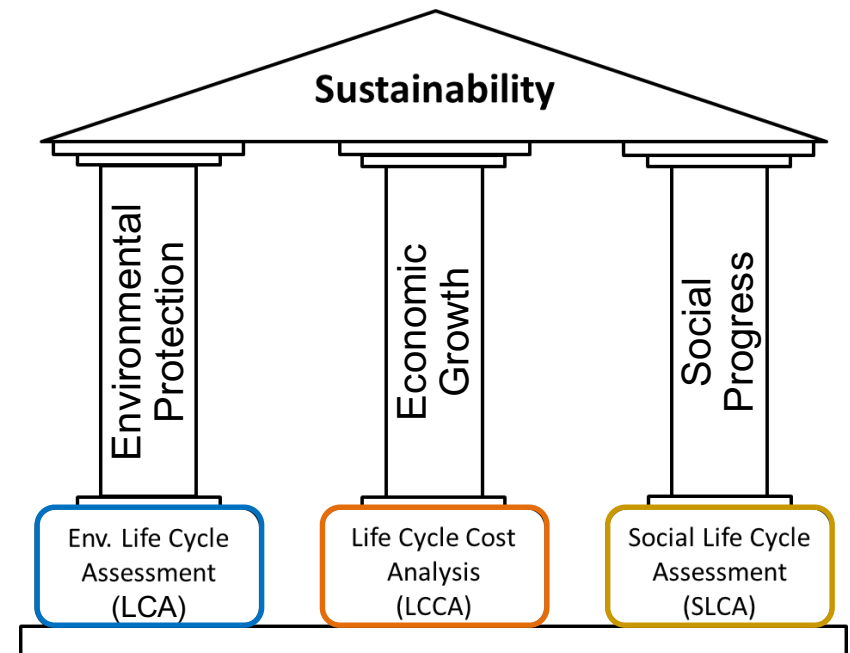 Sustainability
Environmental
Protection
Economic
Growth
Social
Progress
Env. Life Cycle
Assessment
(LCA)
Life Cycle Cost
Analysis
(LCCA)
Social Life Cycle
Assessment
(SLCA)